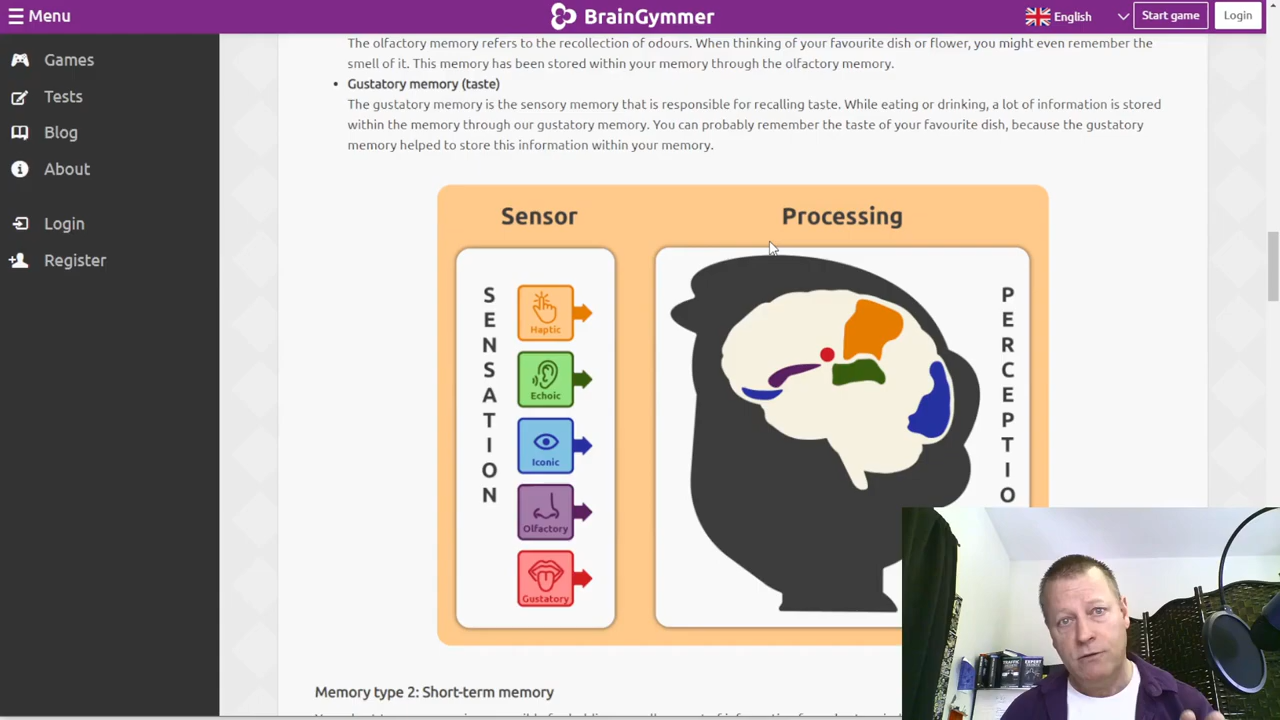 Menu
BrainGymmer
English
Start game
Login
Games
Tests
Blog
About
Login
Register
The olfactory memory refers to the recollection of odours. When thinking of your favourite dish or flower, you might even remember the
smell of it. This memory has been stored within your memory through the olfactory memory.
• Gustatory memory (taste)
The gustatory memory is the sensory memory that is responsible for recalling taste. While eating or drinking, a lot of information is stored
within the memory through our gustatory memory. You can probably remember the taste of your favourite dish, because the gustatory
memory helped to store this information within your memory.
Sensor
Processing
SENSATION
Haptic
Echoic
Iconic
Olfactory
Gustatory
PERCEPTIO
Memory type 2: Short-term memory
TRAFFIC
EXPERT